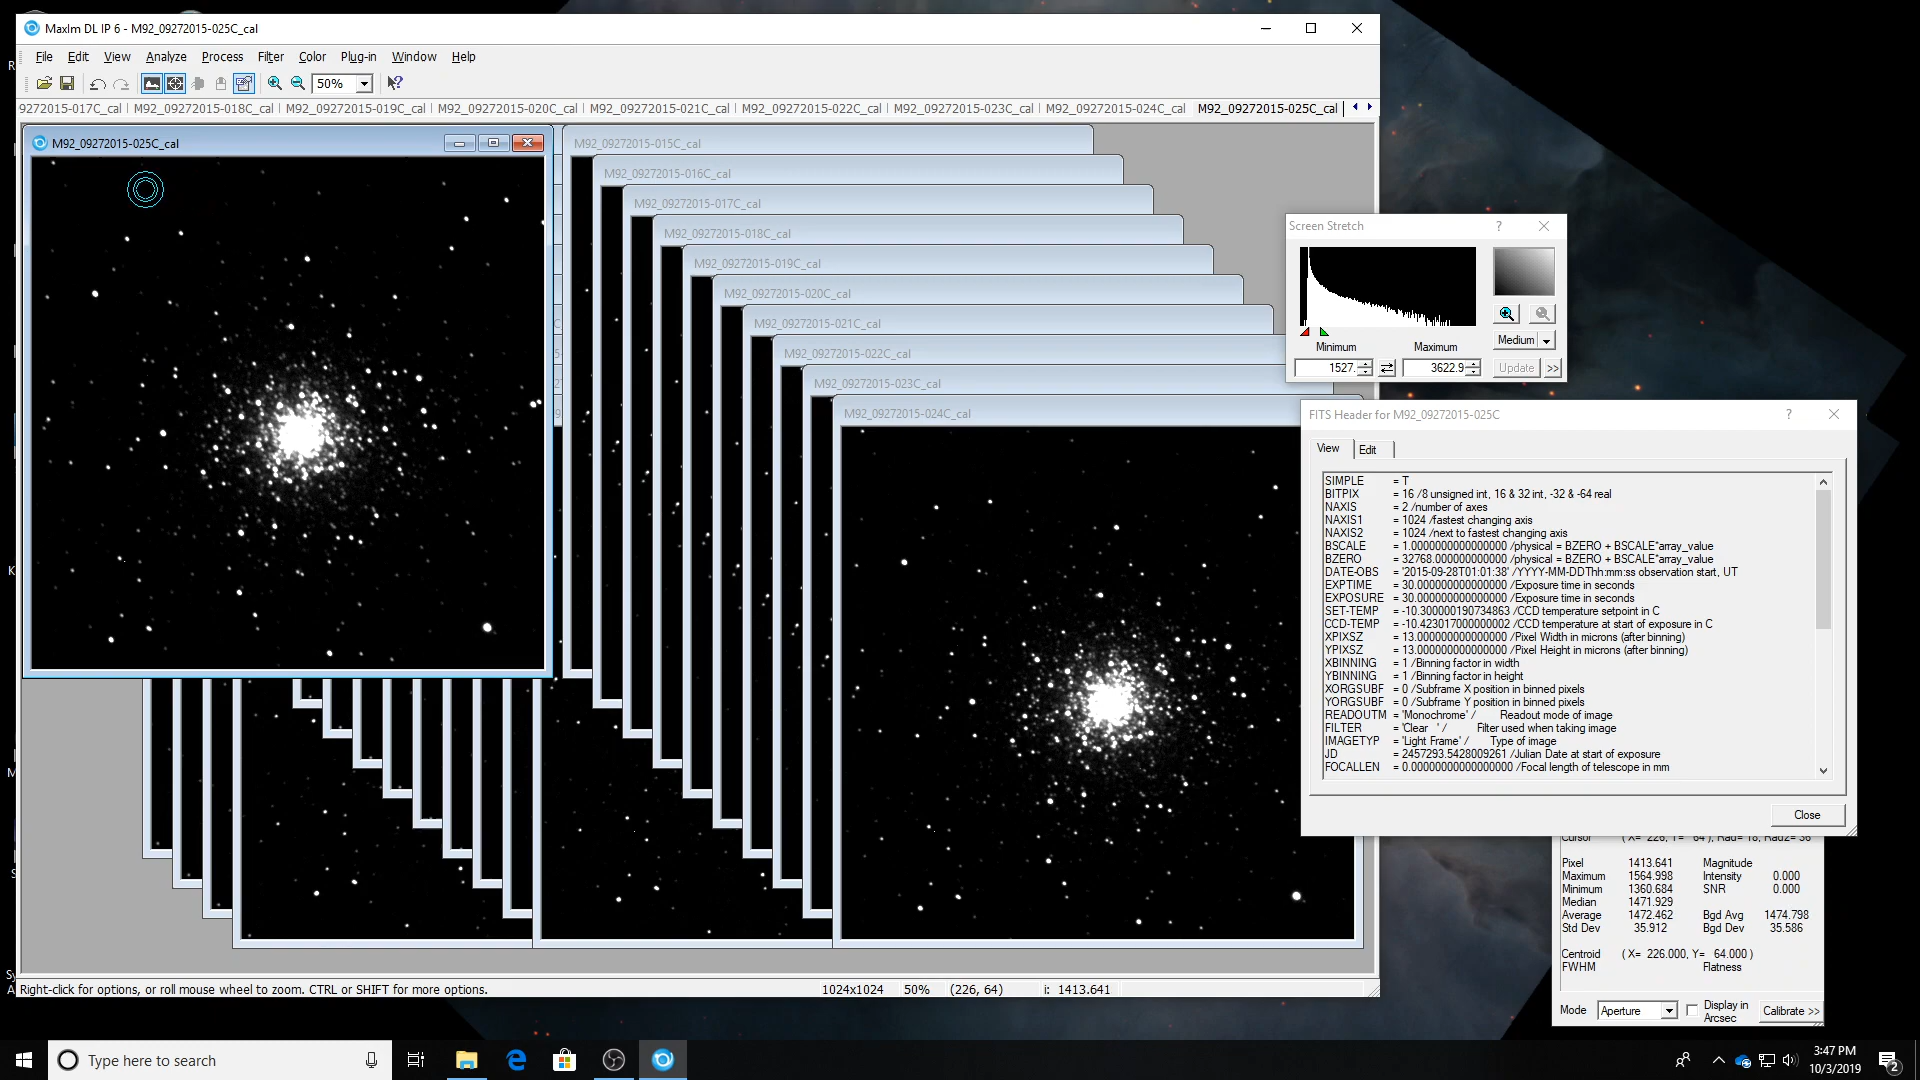 MaxIm DL IP 6 - M92_09272015-025C_cal
File Edit View Analyze Process Filter Color Plug-in Window Help
50%
9272015-017C_cal M92_09272015-018C_cal M92_09272015-019C_cal M92_09272015-020C_cal M92_09272015-021C_cal M92_09272015-022C_cal M92_09272015-023C_cal M92_09272015-024C_cal M92_09272015-025C_cal
M92_09272015-025C_cal
M92_09272015-015C_cal
M92_09272015-016C_cal
M92_09272015-017C_cal
M92_09272015-018C_cal
M92_09272015-019C_cal
M92_09272015-020C_cal
M92_09272015-021C_cal
M92_09272015-022C_cal
M92_09272015-023C_cal
M92_09272015-024C_cal
Screen Stretch ?
Medium
Minimum Maximum
1527. 3622.9 Update >>
FITS Header for M92_09272015-025C ?
View Edit
SIMPLE = T
BITPIX = 16 /8 unsigned int, 16 & 32 int, -32 & -64 real
NAXIS = 2 /number of axes
NAXIS1 = 1024 /fastest changing axis
NAXIS2 = 1024 /next to fastest changing axis
BSCALE = 1.0000000000000000 /physical = BZERO + BSCALE*array_value
BZERO = 32768.000000000000 /physical = BZERO + BSCALE*array_value
DATE-OBS = '2015-09-28T01:01:38' /YYYY-MM-DDThh:mm:ss observation start, UT
EXPTIME = 30.000000000000000 /Exposure time in seconds
EXPOSURE = 30.000000000000000 /Exposure time in seconds
SET-TEMP = -10.300000190734863 /CCD temperature setpoint in C
CCD-TEMP = -10.423017000000002 /CCD temperature at start of exposure in C
XPIXSZ = 13.000000000000000 /Pixel Width in microns (after binning)
YPIXSZ = 13.000000000000000 /Pixel Height in microns (after binning)
XBINNING = 1 /Binning factor in width
YBINNING = 1 /Binning factor in height
XORGSUBF = 0 /Subframe X position in binned pixels
YORGSUBF = 0 /Subframe Y position in binned pixels
READOUTM = 'Monochrome' / Readout mode of image
FILTER = 'Clear ' / Filter used when taking image
IMAGETYP = 'Light Frame' / Type of image
JD = 2457293.5428009261 /Julian Date at start of exposure
FOCALLEN = 0.0000000000000000 /Focal length of telescope in mm
Close
Cursor ( X= 226, Y= 64 ), Rad= 18, Rad2= 36
Pixel 1413.641 Magnitude
Maximum 1564.998 Intensity 0.000
Minimum 1360.684 SNR 0.000
Median 1471.929
Average 1472.462 Bgd Avg 1474.798
Std Dev 35.912 Bgd Dev 35.586
Centroid ( X= 226.000, Y= 64.000 )
FWHM Flatness
Mode Aperture Display in Arcsec Calibrate >>
Right-click for options, or roll mouse wheel to zoom. CTRL or SHIFT for more options. 1024x1024 50% (226, 64) i: 1413.641
Type here to search
3:47 PM
10/3/2019
2